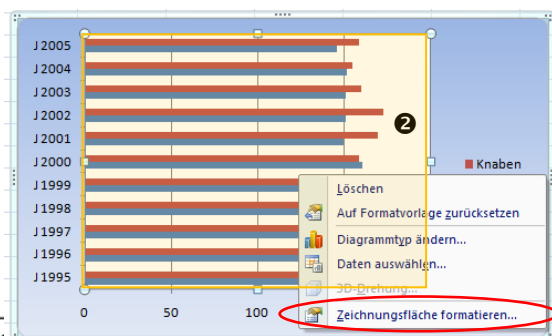 J 2005
J 2004
J 2003
J 2002
J 2001
J 2000
J 1999
J 1998
J 1997
J 1996
J 1995
0 50 100
❷
Knaben
Löschen
Auf Formatvorlage zurücksetzen
Diagrammtyp ändern...
Daten auswählen...
3D-Drehung...
Zeichnungsfläche formatieren...